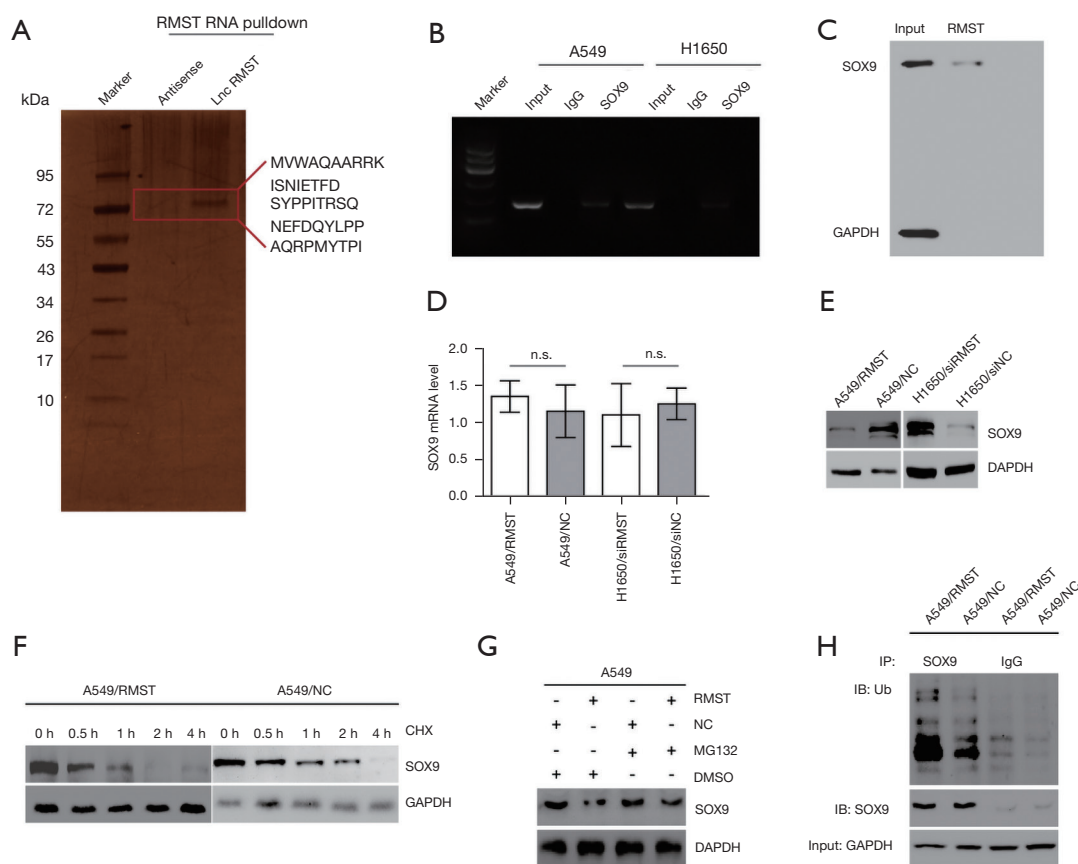 A
RMST RNA pulldown
kDa
Marker
Antisense
Lnc RMST
95
72
55
43
34
26
17
10
MVWAQAARRK
ISNIETFD
SYPPITRSQ
NEFDQYLPP
AQRPMYTPI
B
A549
H1650
Marker
Input
IgG
SOX9
Input
IgG
SOX9
C
Input
RMST
SOX9
GAPDH
D
SOX9 mRNA level
2.0
1.5
1.0
0.5
0.0
n.s.
n.s.
A549/RMST
A549/NC
H1650/siRMST
H1650/siNC
E
A549/RMST
A549/NC
H1650/siRMST
H1650/siNC
SOX9
DAPDH
F
A549/RMST
A549/NC
0 h 0.5 h 1 h 2 h 4 h 0 h 0.5 h 1 h 2 h 4 h CHX
SOX9
GAPDH
G
A549
- + - + RMST
+ - + - NC
- - + + MG132
+ + - - DMSO
SOX9
DAPDH
H
A549/RMST
A549/NC
A549/RMST
A549/NC
IP: SOX9 IgG
IB: Ub
IB: SOX9
Input: GAPDH